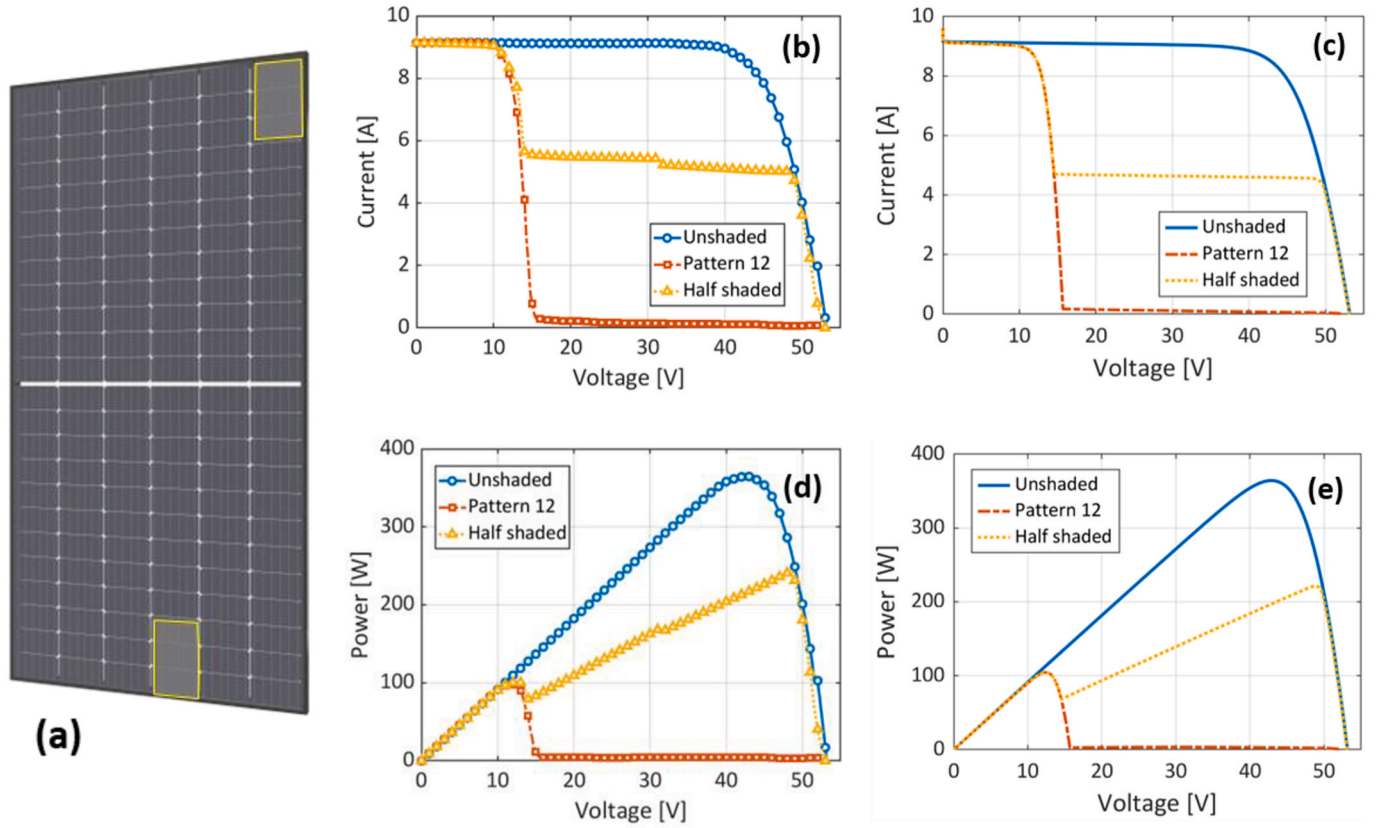 (a)
10
8
6
4
2
0
Current [A]
0
10
20
30
40
50
Voltage [V]
(b)
Unshaded
Pattern 12
Half shaded
10
8
6
4
2
0
Current [A]
0
10
20
30
40
50
Voltage [V]
(c)
Unshaded
Pattern 12
Half shaded
400
300
200
100
0
Power [W]
0
10
20
30
40
50
Voltage [V]
(d)
Unshaded
Pattern 12
Half shaded
400
300
200
100
0
Power [W]
0
10
20
30
40
50
Voltage [V]
(e)
Unshaded
Pattern 12
Half shaded